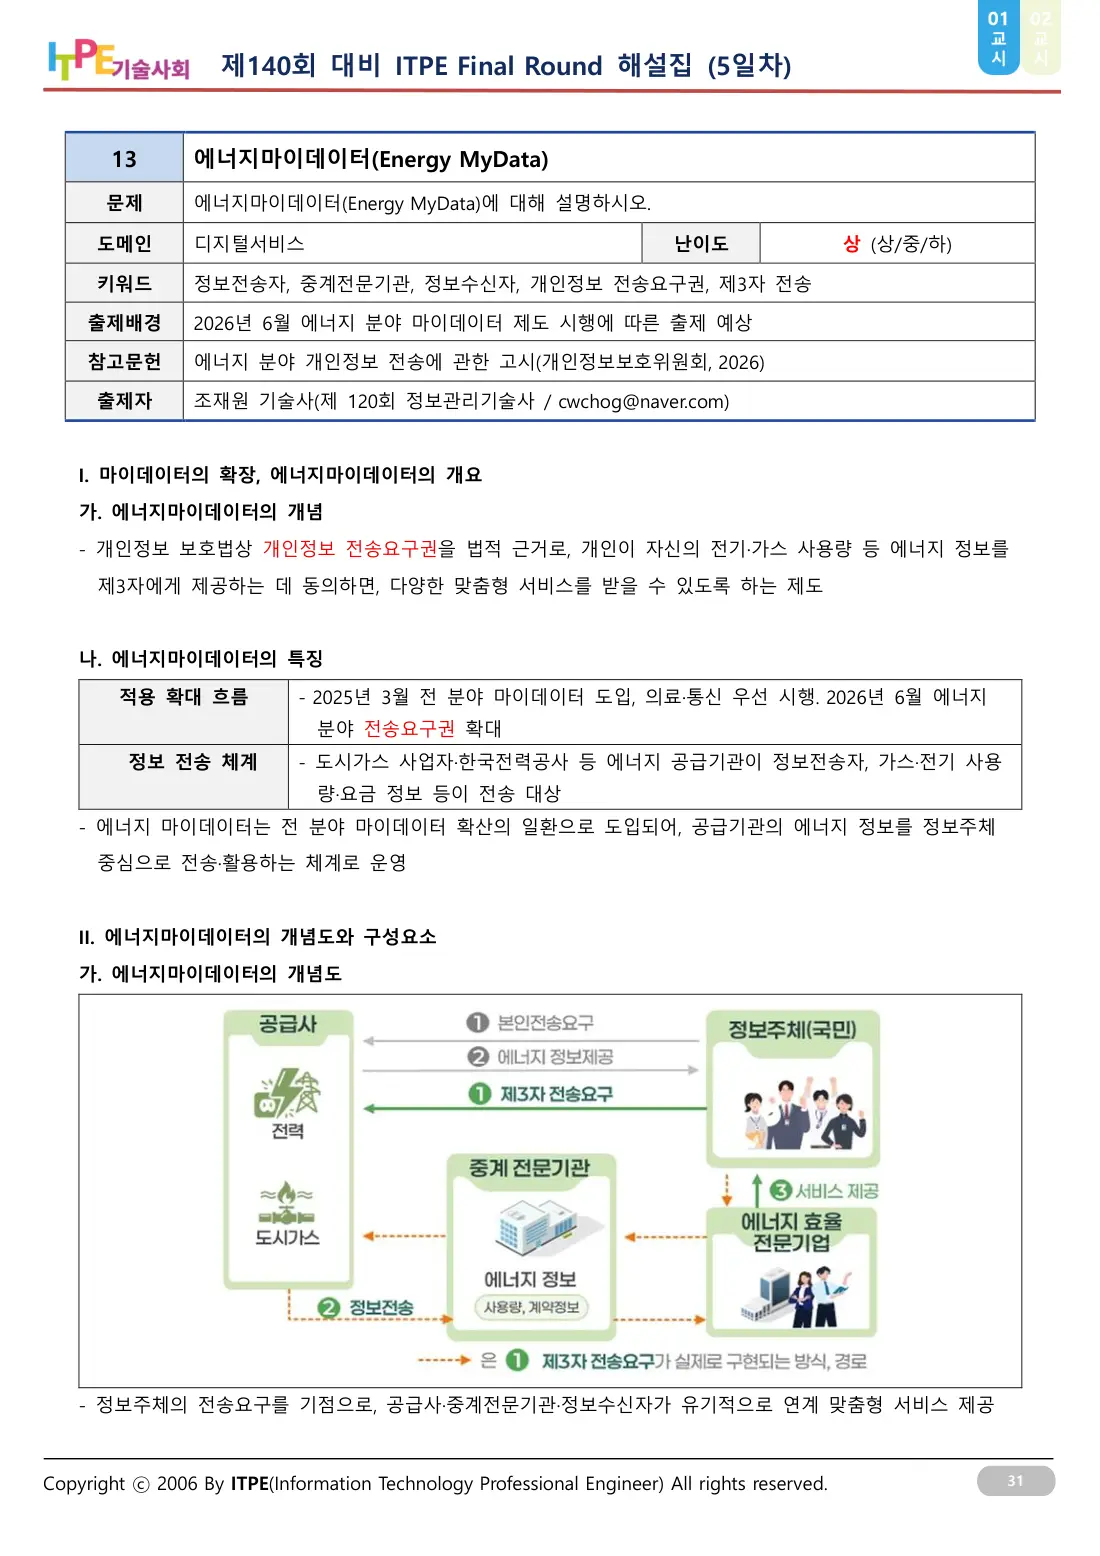 01
교
시
02
교
시
ITPE기술사회 제140회 대비 ITPE Final Round 해설집 (5일차)
13 에너지마이데이터(Energy MyData)
문제 에너지마이데이터(Energy MyData)에 대해 설명하시오.
도메인 디지털서비스 난이도 상 (상/중/하)
키워드 정보전송자, 중계전문기관, 정보수신자, 개인정보 전송요구권, 제3자 전송
출제배경 2026년 6월 에너지 분야 마이데이터 제도 시행에 따른 출제 예상
참고문헌 에너지 분야 개인정보 전송에 관한 고시(개인정보보호위원회, 2026)
출제자 조재원 기술사(제 120회 정보관리기술사 / cwchog@naver.com)
I. 마이데이터의 확장, 에너지마이데이터의 개요
가. 에너지마이데이터의 개념
- 개인정보 보호법상 개인정보 전송요구권을 법적 근거로, 개인이 자신의 전기·가스 사용량 등 에너지 정보를
제3자에게 제공하는 데 동의하면, 다양한 맞춤형 서비스를 받을 수 있도록 하는 제도
나. 에너지마이데이터의 특징
적용 확대 흐름 - 2025년 3월 전 분야 마이데이터 도입, 의료·통신 우선 시행. 2026년 6월 에너지
분야 전송요구권 확대
정보 전송 체계 - 도시가스 사업자·한국전력공사 등 에너지 공급기관이 정보전송자, 가스·전기 사용
량·요금 정보 등이 전송 대상
- 에너지 마이데이터는 전 분야 마이데이터 확산의 일환으로 도입되어, 공급기관의 에너지 정보를 정보주체
중심으로 전송·활용하는 체계로 운영
II. 에너지마이데이터의 개념도와 구성요소
가. 에너지마이데이터의 개념도
공급사
전력
도시가스
1 본인전송요구
2 에너지 정보제공
1 제3자 전송요구
정보주체(국민)
중계 전문기관
에너지 정보
사용량, 계약정보
3 서비스 제공
에너지 효율
전문기업
2 정보전송
은 1 제3자 전송요구가 실제로 구현되는 방식, 경로
- 정보주체의 전송요구를 기점으로, 공급사·중계전문기관·정보수신자가 유기적으로 연계 맞춤형 서비스 제공
Copyright ⓒ 2006 By ITPE(Information Technology Professional Engineer) All rights reserved.
31